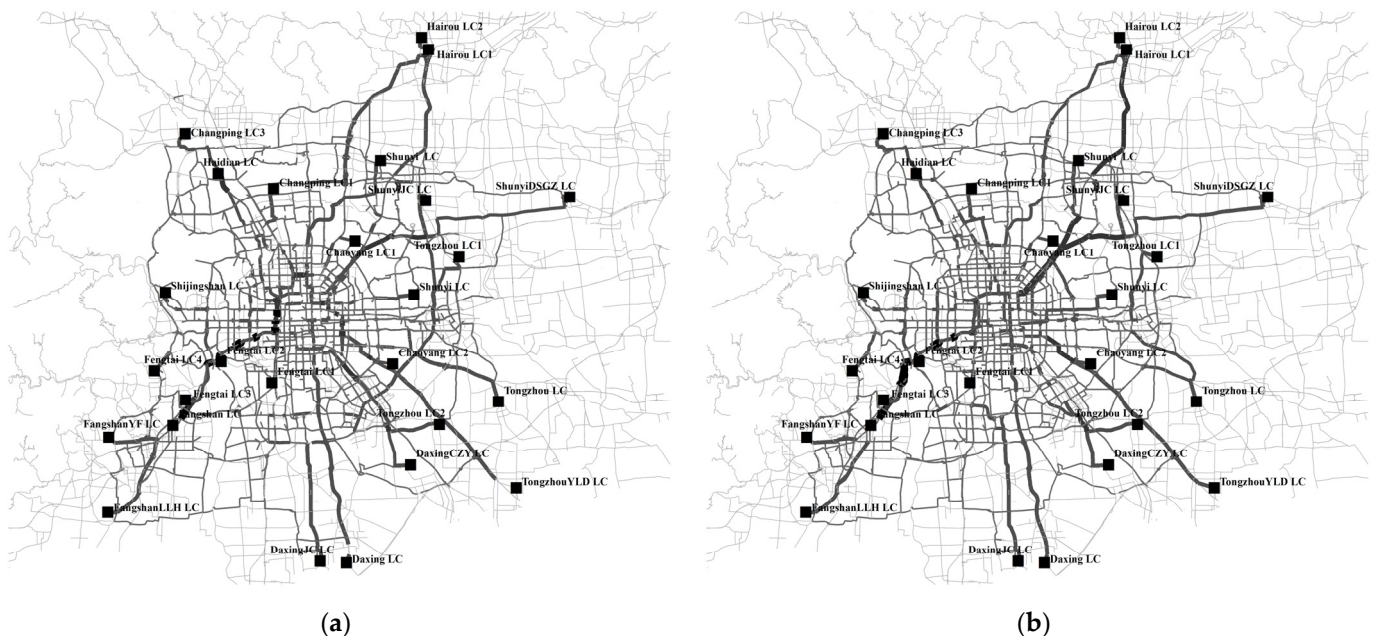 Hairou LC2
Hairou LC1
Changping LC3
Haidian LC
Shunyi LC
Changping LC1
ShunyiJC LC
ShunyiDSGZ LC
Chaoyang LC1
Tongzhou LC1
Shijingshan LC
Shunyi LC
Fengtai LC4
Fengtai LC2
Chaoyang LC2
Fengtai LC1
Fengtai LC3
Tongzhou LC
Fangshan LC
FangshanYF LC
Tongzhou LC2
DaxingCZY LC
TongzhouYLD LC
FangshanLLH LC
DaxingJC LC
Daxing LC
(a)
Hairou LC2
Hairou LC1
Changping LC3
Haidian LC
Shunyi LC
Changping LC1
ShunyiJC LC
ShunyiDSGZ LC
Chaoyang LC1
Tongzhou LC1
Shijingshan LC
Shunyi LC
Fengtai LC4
Fengtai LC2
Chaoyang LC2
Fengtai LC1
Fengtai LC3
Tongzhou LC
Fangshan LC
FangshanYF LC
Tongzhou LC2
DaxingCZY LC
TongzhouYLD LC
FangshanLLH LC
DaxingJC LC
Daxing LC
(b)